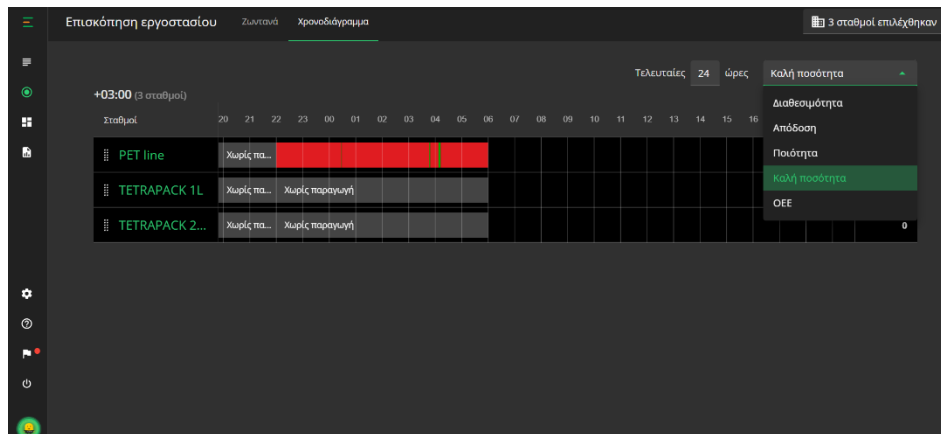 Επισκόπηση εργοστασίου Ζωντανά Χρονοδιάγραμμα 3 σταθμοί επιλέχθηκαν
Τελευταίες 24 ώρες Καλή ποσότητα
+03:00 (3 σταθμοί)
Σταθμοί 20 21 22 23 00 01 02 03 04 05 06 07 08 09 10 11 12 13 14 15 16
Διαθεσιμότητα
Απόδοση
Ποιότητα
Καλή ποσότητα
OEE
PET line Χωρίς πα...
TETRAPACK 1L Χωρίς πα... Χωρίς παραγωγή
TETRAPACK 2... Χωρίς πα... Χωρίς παραγωγή 0